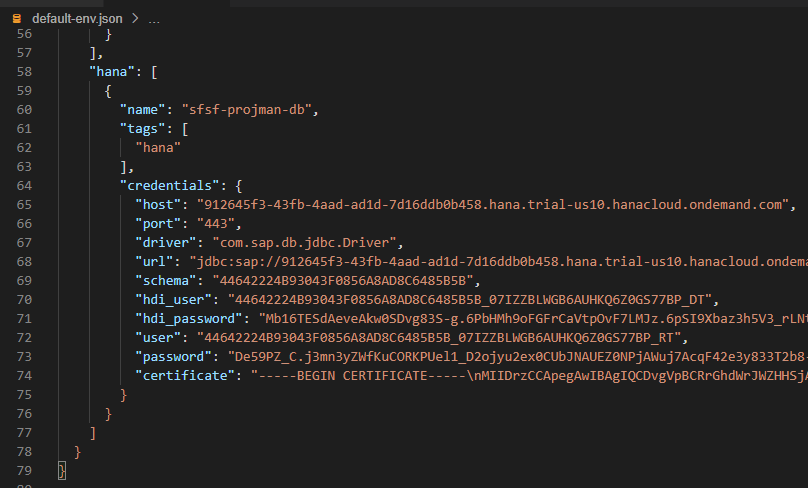 default-env.json > ...
56 }
57 ],
58 "hana": [
59 {
60 "name": "sfsf-projman-db",
61 "tags": [
62 "hana"
63 ],
64 "credentials": {
65 "host": "912645f3-43fb-4aad-ad1d-7d16ddb0b458.hana.trial-us10.hanacloud.ondemand.com",
66 "port": "443",
67 "driver": "com.sap.db.jdbc.Driver",
68 "url": "jdbc:sap://912645f3-43fb-4aad-ad1d-7d16ddb0b458.hana.trial-us10.hanacloud.ondema
69 "schema": "44642224B93043F0856A8AD8C6485B5B",
70 "hdi_user": "44642224B93043F0856A8AD8C6485B5B_07IZZBLWGB6AUHKQ6Z0GS77BP_DT",
71 "hdi_password": "Mb16TESdAeveAkw0SDvg83S-g.6PbHMh9oFGFrCaVtpOvF7LMJz.6pSI9Xbaz3h5V3_rLNt
72 "user": "44642224B93043F0856A8AD8C6485B5B_07IZZBLWGB6AUHKQ6Z0GS77BP_RT",
73 "password": "De59PZ_C.j3mn3yZWfKuCORKPUel1_D2ojyu2ex0CUbJNAUEZ0NPjAWuj7AcqF42e3y833T2b8-
74 "certificate": "-----BEGIN CERTIFICATE-----\nMIIDrzCCApegAwIBAgIQCDvgVpBCRrGhdWrJWZHHSjA
75 }
76 }
77 ]
78 }
79 }